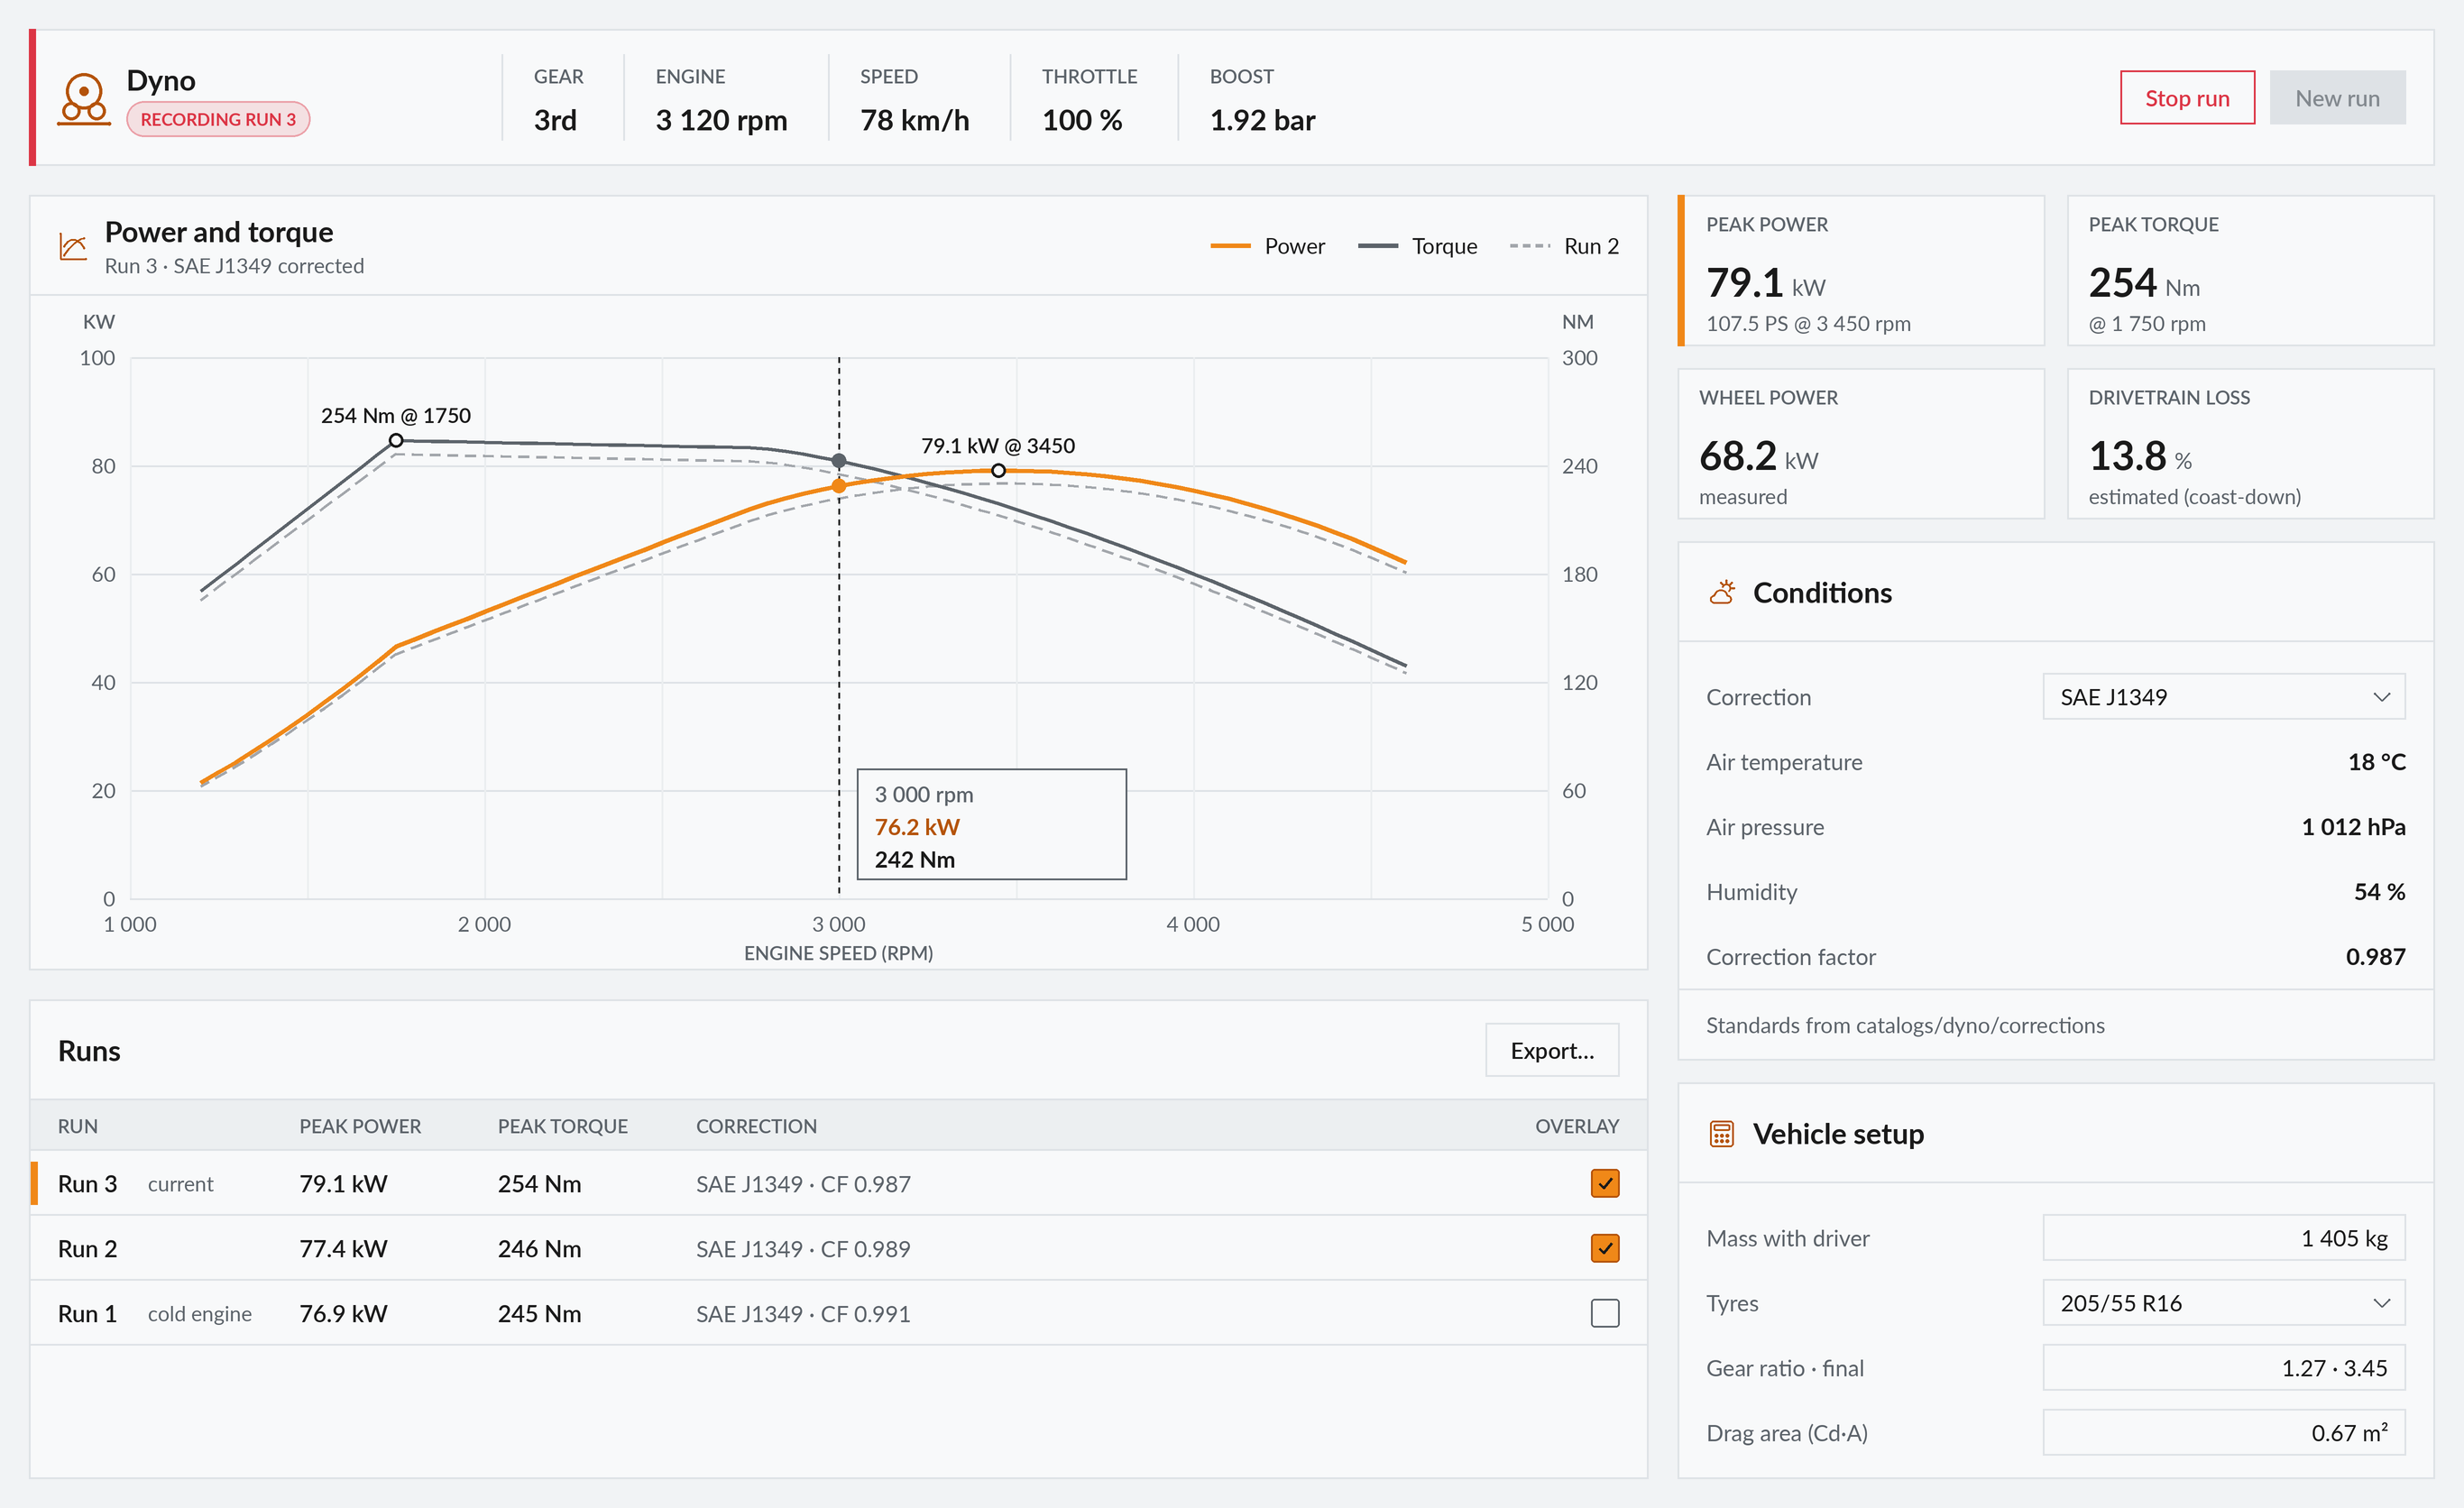 Dyno
RECORDING RUN 3
GEAR
3rd
ENGINE
3 120 rpm
SPEED
78 km/h
THROTTLE
100 %
BOOST
1.92 bar
Stop run
New run
Power and torque
Run 3 · SAE J1349 corrected
Power
Torque
Run 2
KW
NM
100
80
60
40
20
0
300
240
180
120
60
0
254 Nm @ 1750
79.1 kW @ 3450
3 000 rpm
76.2 kW
242 Nm
1 000
2 000
3 000
4 000
5 000
ENGINE SPEED (RPM)
PEAK POWER
79.1 kW
107.5 PS @ 3 450 rpm
PEAK TORQUE
254 Nm
@ 1 750 rpm
WHEEL POWER
68.2 kW
measured
DRIVETRAIN LOSS
13.8 %
estimated (coast-down)
Conditions
Correction
SAE J1349
Air temperature
18 °C
Air pressure
1 012 hPa
Humidity
54 %
Correction factor
0.987
Standards from catalogs/dyno/corrections
Runs
Export...
RUN PEAK POWER PEAK TORQUE CORRECTION OVERLAY
Run 3 current 79.1 kW 254 Nm SAE J1349 · CF 0.987
Run 2 77.4 kW 246 Nm SAE J1349 · CF 0.989
Run 1 cold engine 76.9 kW 245 Nm SAE J1349 · CF 0.991
Vehicle setup
Mass with driver
1 405 kg
Tyres
205/55 R16
Gear ratio · final
1.27 · 3.45
Drag area (Cd·A)
0.67 m²